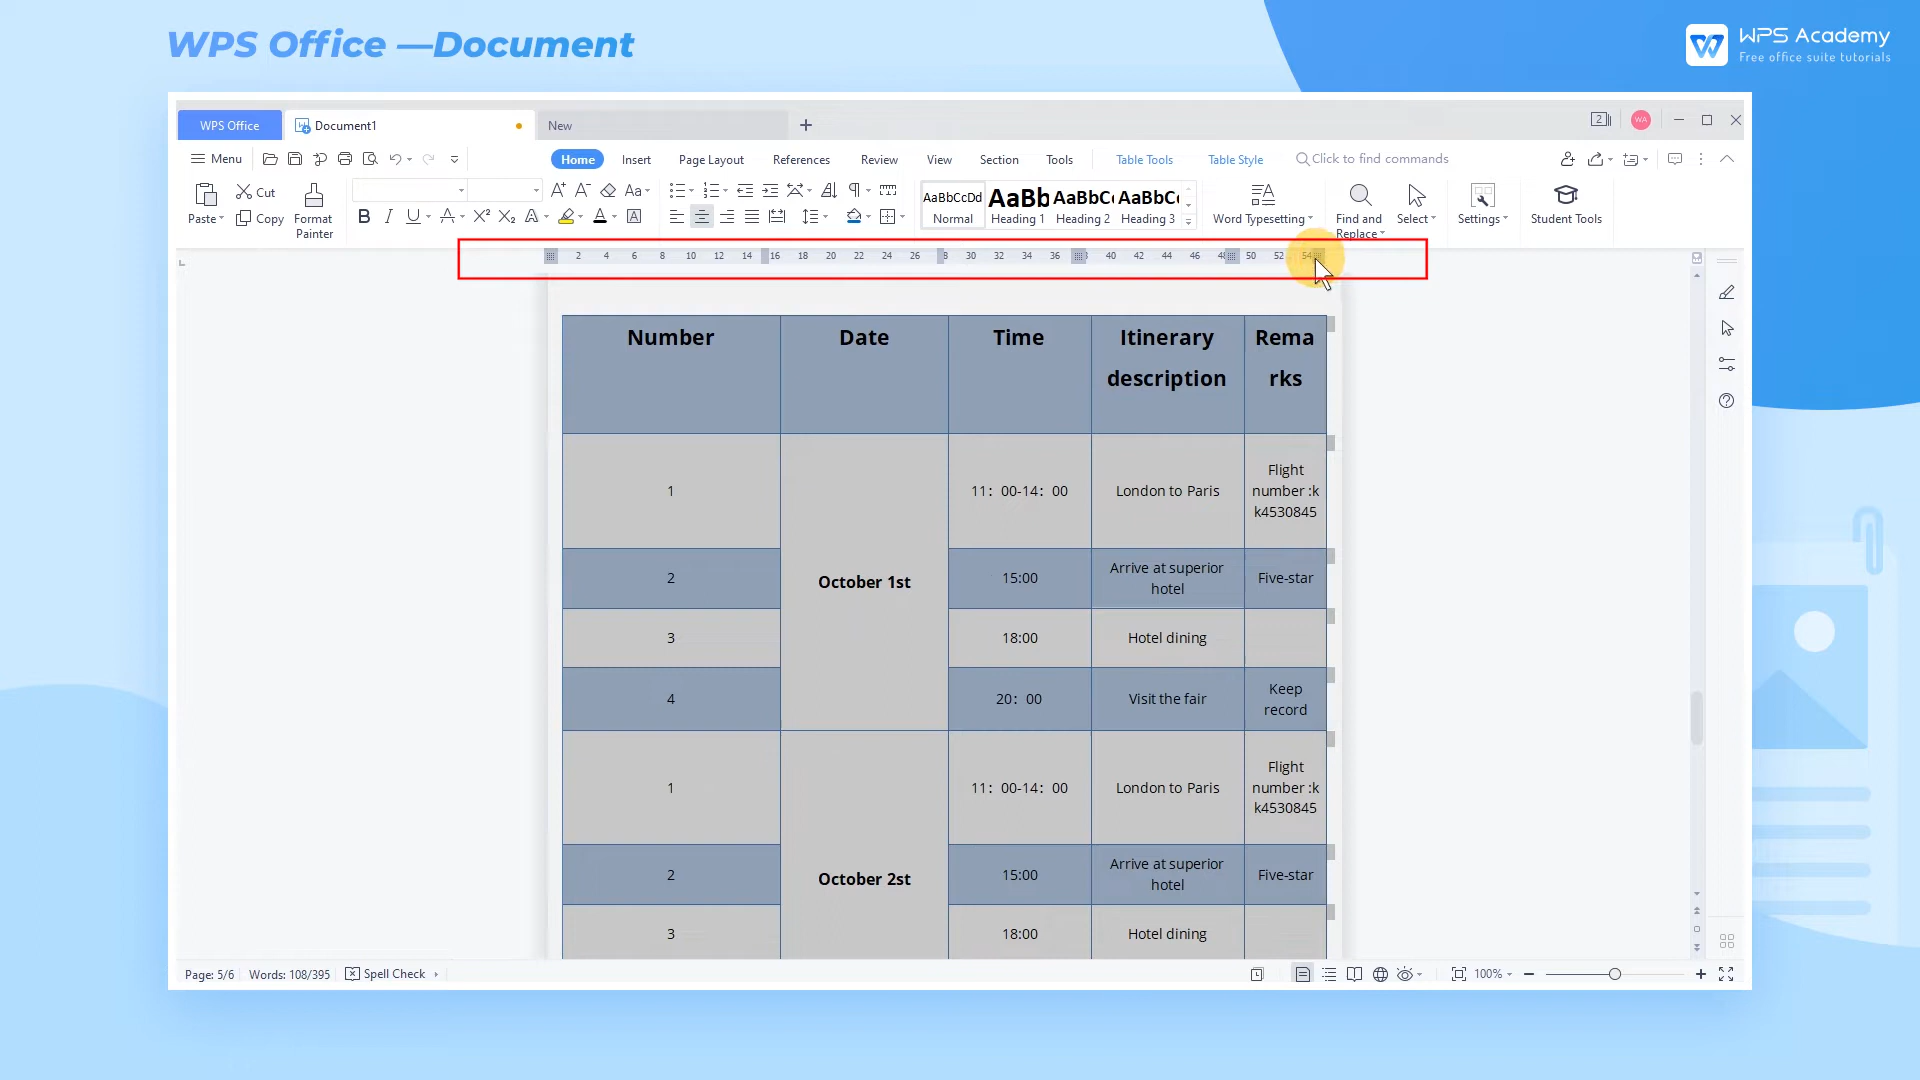 WPS Office —Document
WPS Academy
Free office suite tutorials
WPS Office
Document1
New
2
WA
Menu
Home
Insert
Page Layout
References
Review
View
Section
Tools
Table Tools
Table Style
Click to find commands
Paste
Cut
Copy
Format
Painter
B I U A X² X₂ A A A
AaBbCcDd
Normal
AaBb
Heading 1
AaBbC
Heading 2
AaBbC
Heading 3
Word Typesetting
Find and
Replace
Select
Settings
Student Tools
2 4 6 8 10 12 14 16 18 20 22 24 26 8 30 32 34 36 40 42 44 46 50 52 54
Number Date Time Itinerary description Rema rks
1 October 1st 11: 00-14: 00 London to Paris Flight number :k k4530845
2 15:00 Arrive at superior hotel Five-star
3 18:00 Hotel dining
4 20: 00 Visit the fair Keep record
1 October 2st 11: 00-14: 00 London to Paris Flight number :k k4530845
2 15:00 Arrive at superior hotel Five-star
3 18:00 Hotel dining
Page: 5/6 Words: 108/395 Spell Check
100%